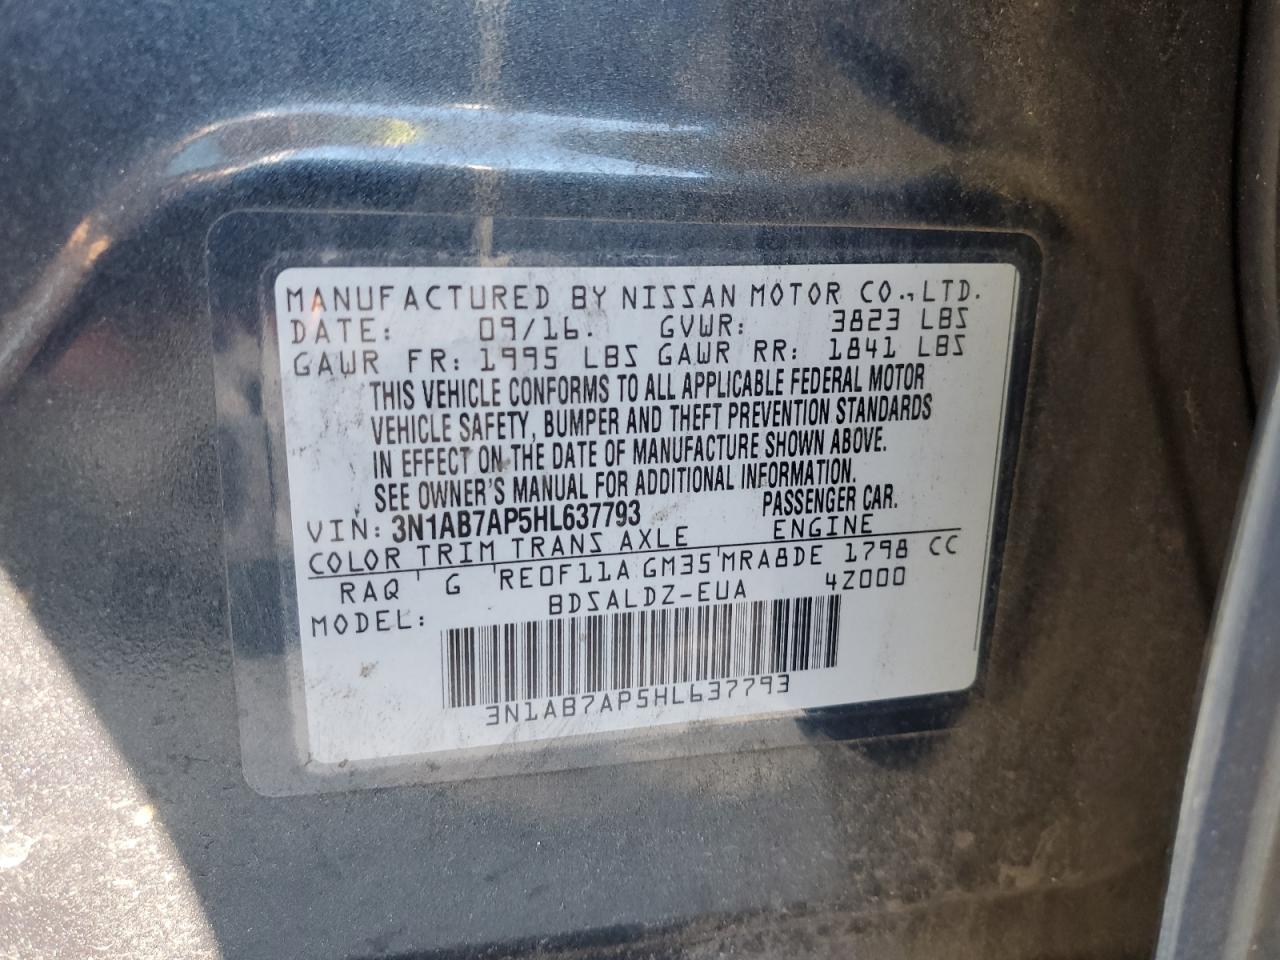 MANUFACTURED BY NISSAN MOTOR CO.,LTD.
DATE: 09/16. GVWR: 3823 LBS
GAWR FR: 1995 LBS GAWR RR: 1841 LBS
THIS VEHICLE CONFORMS TO ALL APPLICABLE FEDERAL MOTOR
VEHICLE SAFETY, BUMPER AND THEFT PREVENTION STANDARDS
IN EFFECT ON THE DATE OF MANUFACTURE SHOWN ABOVE.
SEE OWNER'S MANUAL FOR ADDITIONAL INFORMATION.
VIN: 3N1AB7AP5HL637793 PASSENGER CAR.
COLOR TRIM TRANS AXLE ENGINE
RAQ ' G ' RE0F11A GM35 ' MRA8DE 1798 CC
MODEL: BDSALDZ-EUA 4Z000
3N1AB7AP5HL637793